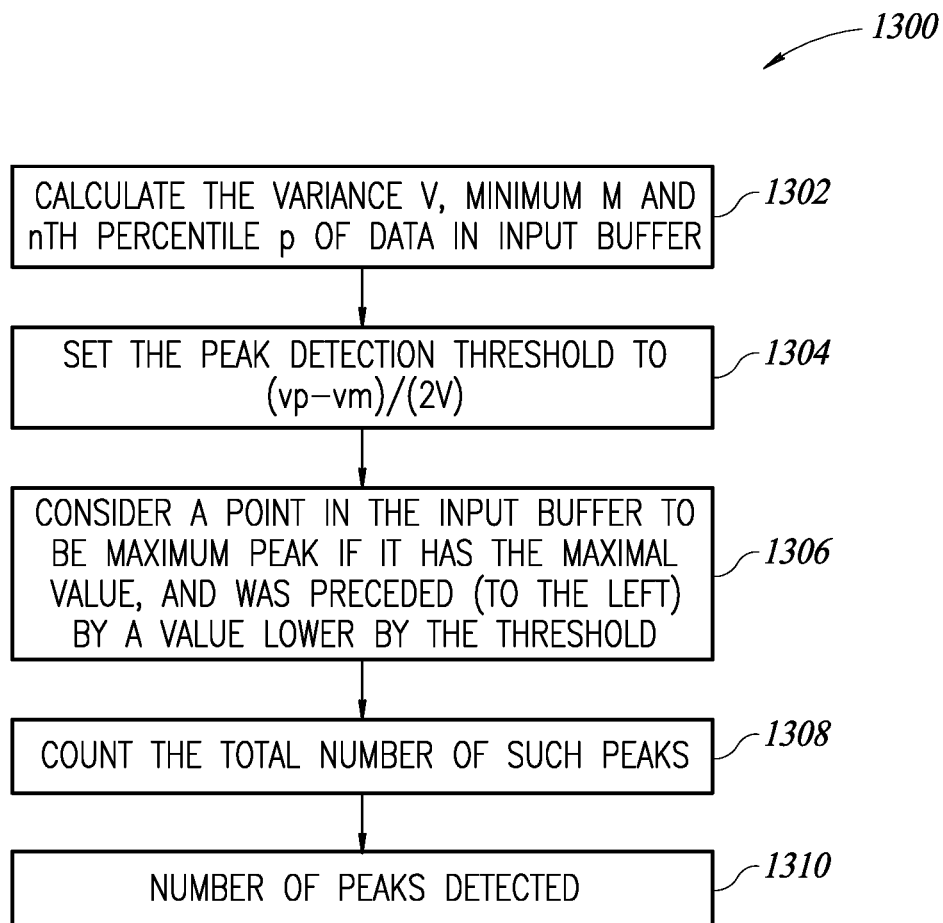 1300
CALCULATE THE VARIANCE V, MINIMUM M AND
nTH PERCENTILE p OF DATA IN INPUT BUFFER
1302
SET THE PEAK DETECTION THRESHOLD TO
(vp–vm)/(2V)
1304
CONSIDER A POINT IN THE INPUT BUFFER TO
BE MAXIMUM PEAK IF IT HAS THE MAXIMAL
VALUE, AND WAS PRECEDED (TO THE LEFT)
BY A VALUE LOWER BY THE THRESHOLD
1306
COUNT THE TOTAL NUMBER OF SUCH PEAKS
1308
NUMBER OF PEAKS DETECTED
1310